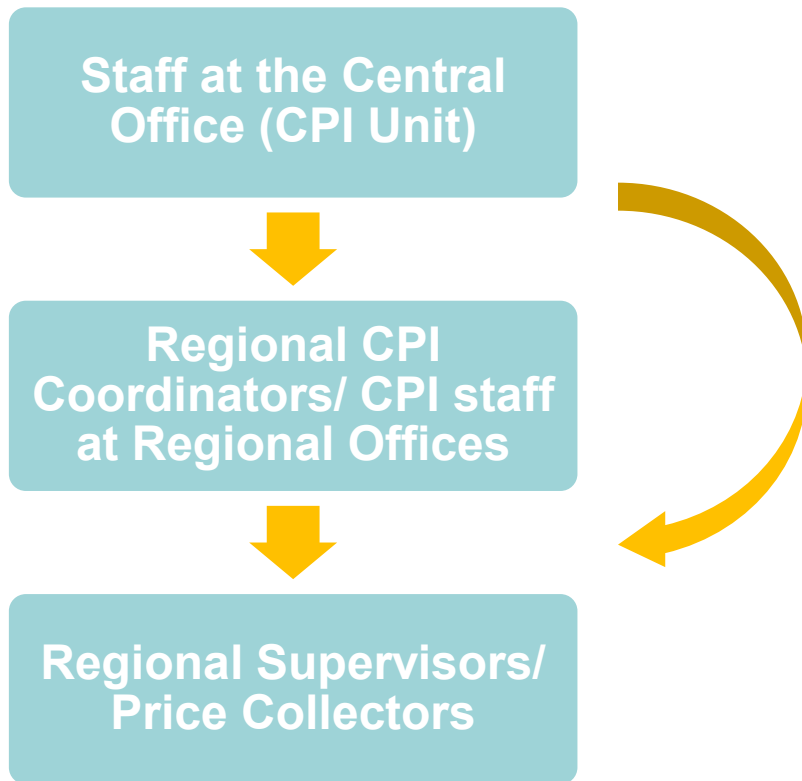 Staff at the Central
Office (CPI Unit)
Regional CPI
Coordinators/ CPI staff
at Regional Offices
Regional Supervisors/
Price Collectors